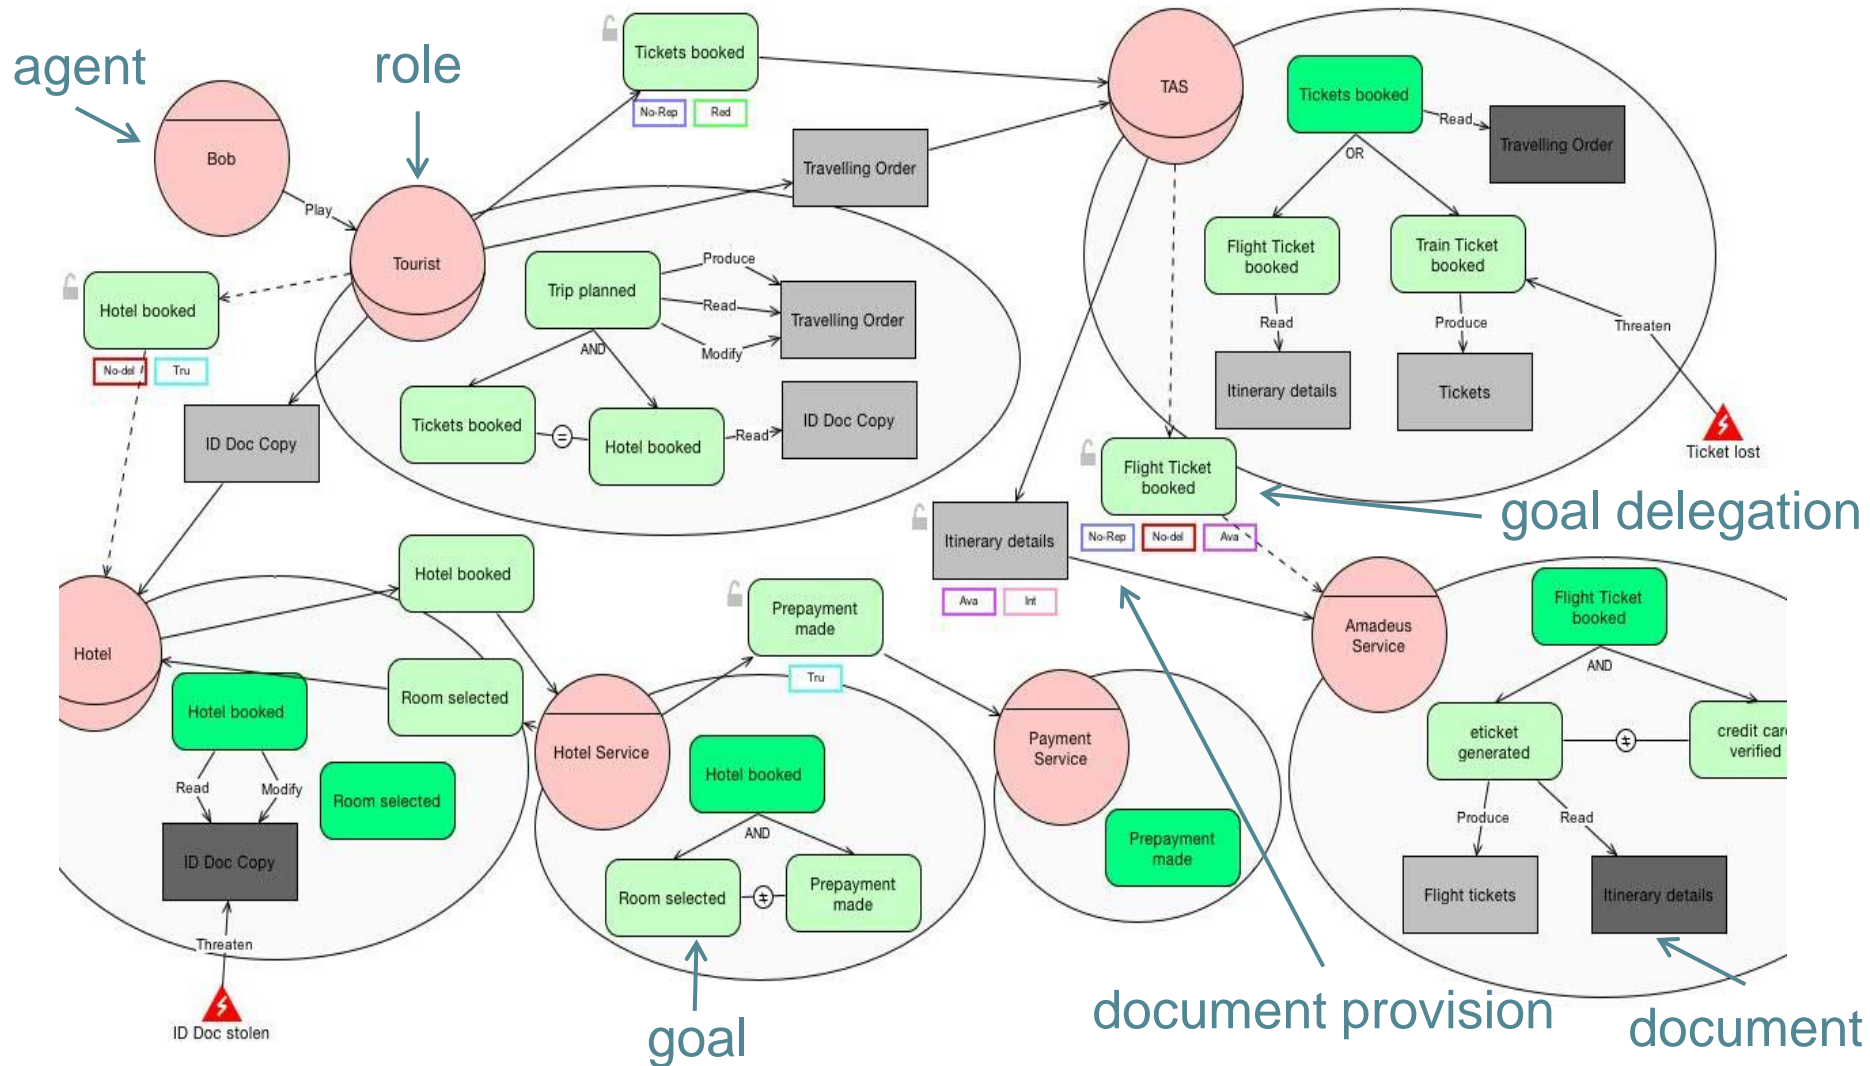 agent
role
Tickets booked
No-Rep
Red
TAS
Tickets booked
Read
Travelling Order
OR
Bob
Play
Travelling Order
Tourist
Flight Ticket
booked
Train Ticket
booked
Hotel booked
No-del
Tru
Trip planned
Produce
Read
Modify
Travelling Order
AND
Read
Produce
Threaten
Itinerary details
Tickets
Ticket lost
ID Doc Copy
Tickets booked
=
Hotel booked
Read
ID Doc Copy
Flight Ticket
booked
goal delegation
No-Rep
No-del
Ava
Itinerary details
Ava
Int
Hotel booked
Prepayment
made
Tru
Hotel
Room selected
Hotel booked
Read
Modify
Room selected
ID Doc Copy
Threaten
ID Doc stolen
Hotel Service
Hotel booked
AND
Room selected
≠
Prepayment
made
goal
Payment
Service
Prepayment
made
Amadeus
Service
Flight Ticket
booked
AND
eticket
generated
≠
credit car
verified
Produce
Read
Flight tickets
Itinerary details
document provision
document